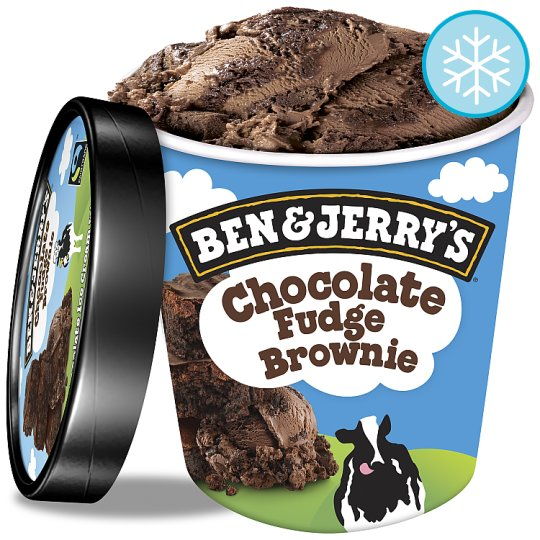 BEN & JERRY'S
Chocolate
Fudge
Brownie